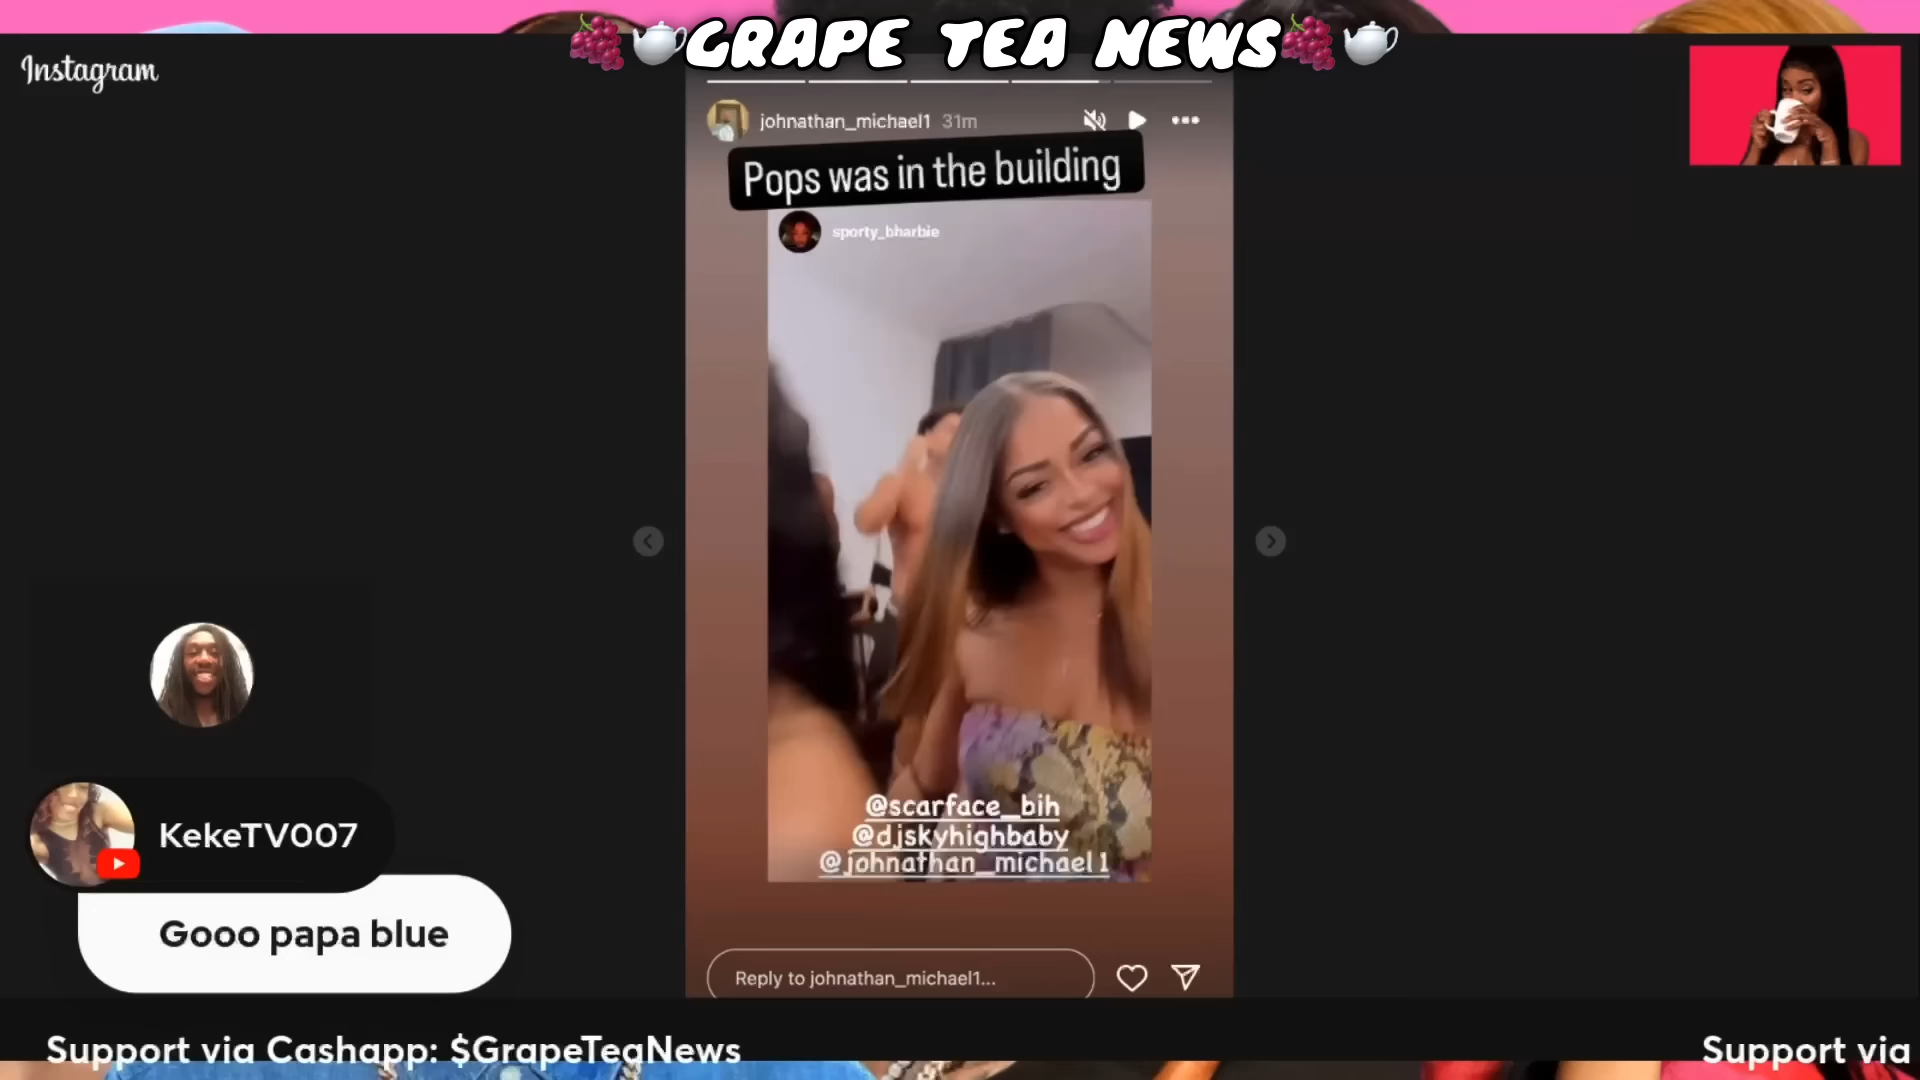 GRAPE TEA NEWS
Instagram
johnathan_michael1 31m
Pops was in the building
sporty_bharbie
@scarface_bih
@djskyhighbaby
@johnathan_michael1
KekeTV007
Gooo papa blue
Reply to johnathan_michael1...
Support via Cashapp: $GrapeTeaNews
Support via